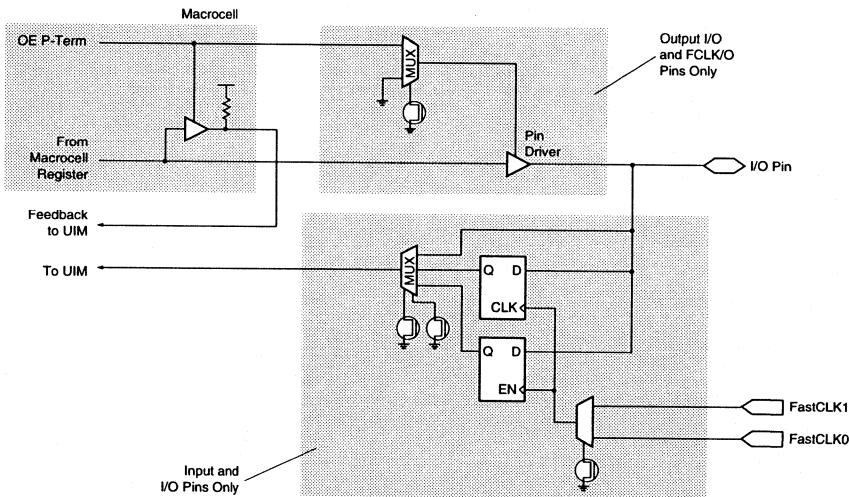 Macrocell
OE P-Term
MUX
Output I/O
and FCLK/O
Pins Only
From
Macrocell
Register
Pin
Driver
I/O Pin
Feedback
to UIM
To UIM
MUX
Q D
CLK
Q D
EN
FastCLK1
FastCLK0
Input and
I/O Pins Only